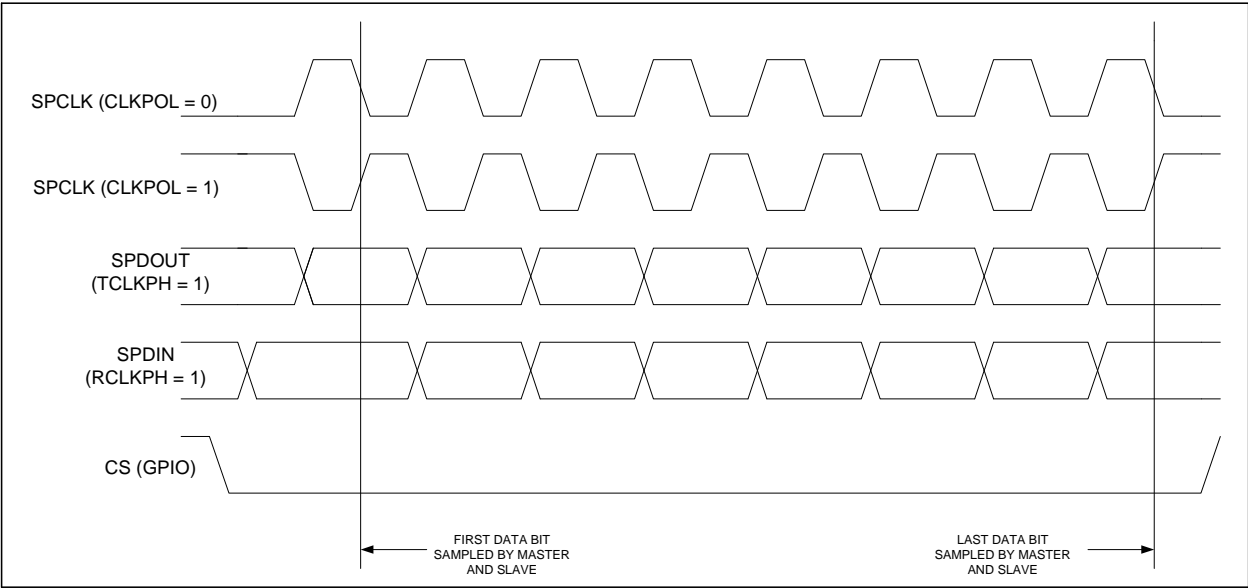 SPCLK (CLKPOL = 0)
SPCLK (CLKPOL = 1)
SPDOUT
(TCLKPH = 1)
SPDIN
(RCLKPH = 1)
CS (GPIO)
FIRST DATA BIT
SAMPLED BY MASTER
AND SLAVE
LAST DATA BIT
SAMPLED BY MASTER
AND SLAVE